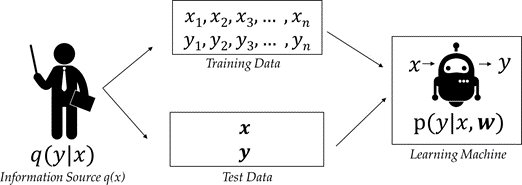 q(y|x)
Information Source q(x)
x₁, x₂, x₃, … , xₙ
y₁, y₂, y₃, … , yₙ
Training Data
x
y
Test Data
x → y
p(y|x, w)
Learning Machine